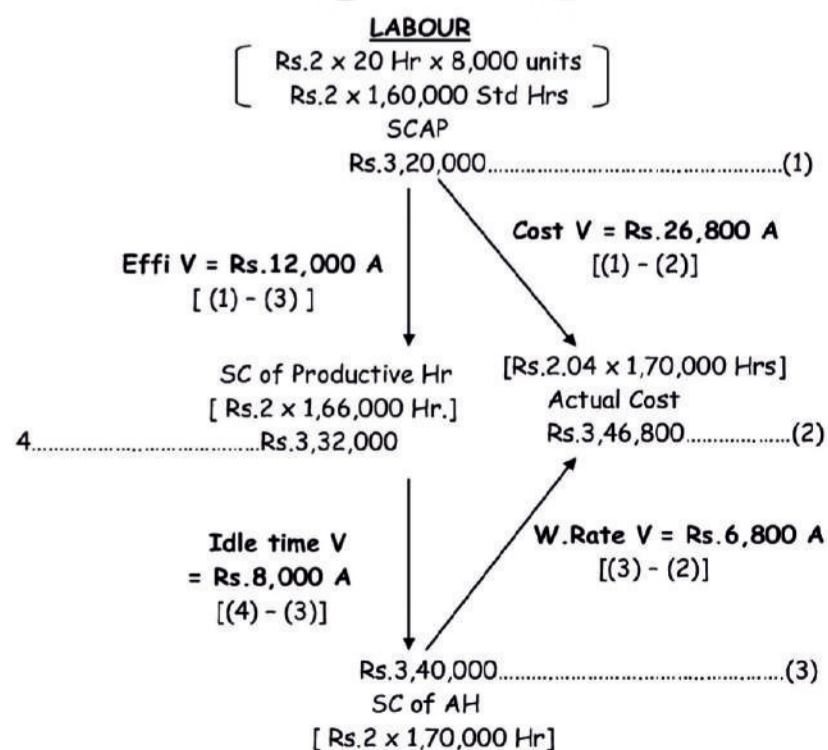 LABOUR
Rs.2 x 20 Hr x 8,000 units
Rs.2 x 1,60,000 Std Hrs
SCAP
Rs.3,20,000..........................................(1)
Cost V = Rs.26,800 A
[(1) - (2)]
Effi V = Rs.12,000 A
[ (1) - (3) ]
SC of Productive Hr
[ Rs.2 x 1,66,000 Hr.]
4................................Rs.3,32,000
[Rs.2.04 x 1,70,000 Hrs]
Actual Cost
Rs.3,46,800...............(2)
Idle time V
= Rs.8,000 A
[(4) - (3)]
W.Rate V = Rs.6,800 A
[(3) - (2)]
Rs.3,40,000.........................................(3)
SC of AH
[ Rs.2 x 1,70,000 Hr]